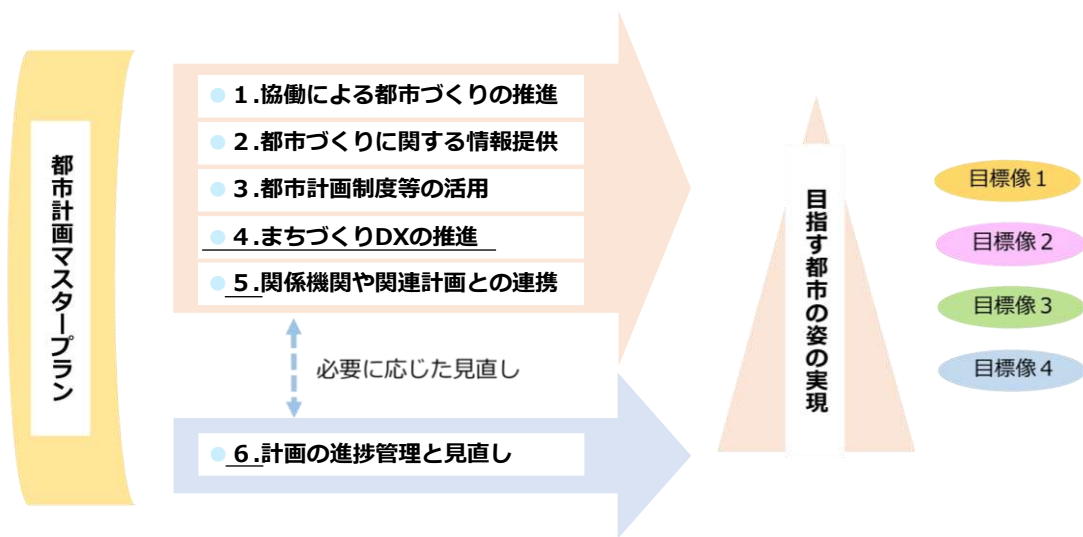 都市計画マスタープラン
１.協働による都市づくりの推進
２.都市づくりに関する情報提供
３.都市計画制度等の活用
４.まちづくりDXの推進
５.関係機関や関連計画との連携
必要に応じた見直し
６.計画の進捗管理と見直し
目指す都市の姿の実現
目標像１
目標像２
目標像３
目標像４